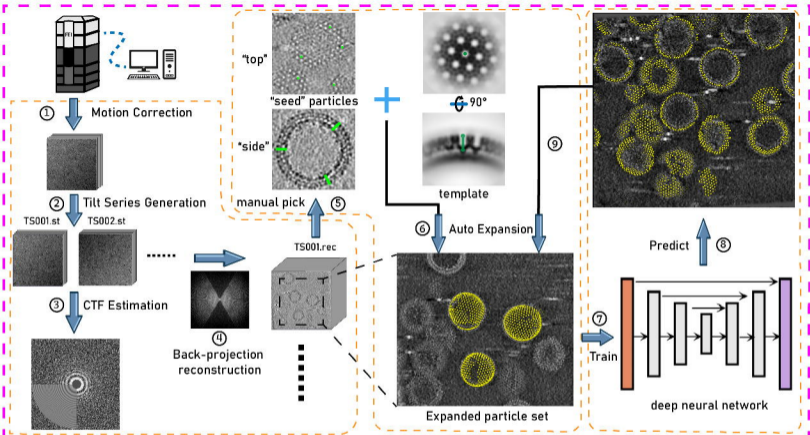 FEI
① Motion Correction
② Tilt Series Generation
TS001.st TS002.st
......
③ CTF Estimation
④
Back-projection
reconstruction
TS001.rec
manual pick ⑤
"top"
"seed" particles
"side"
90°
template
⑥ Auto Expansion
Expanded particle set
⑦
Train
deep neural network
Predict ⑧
⑨